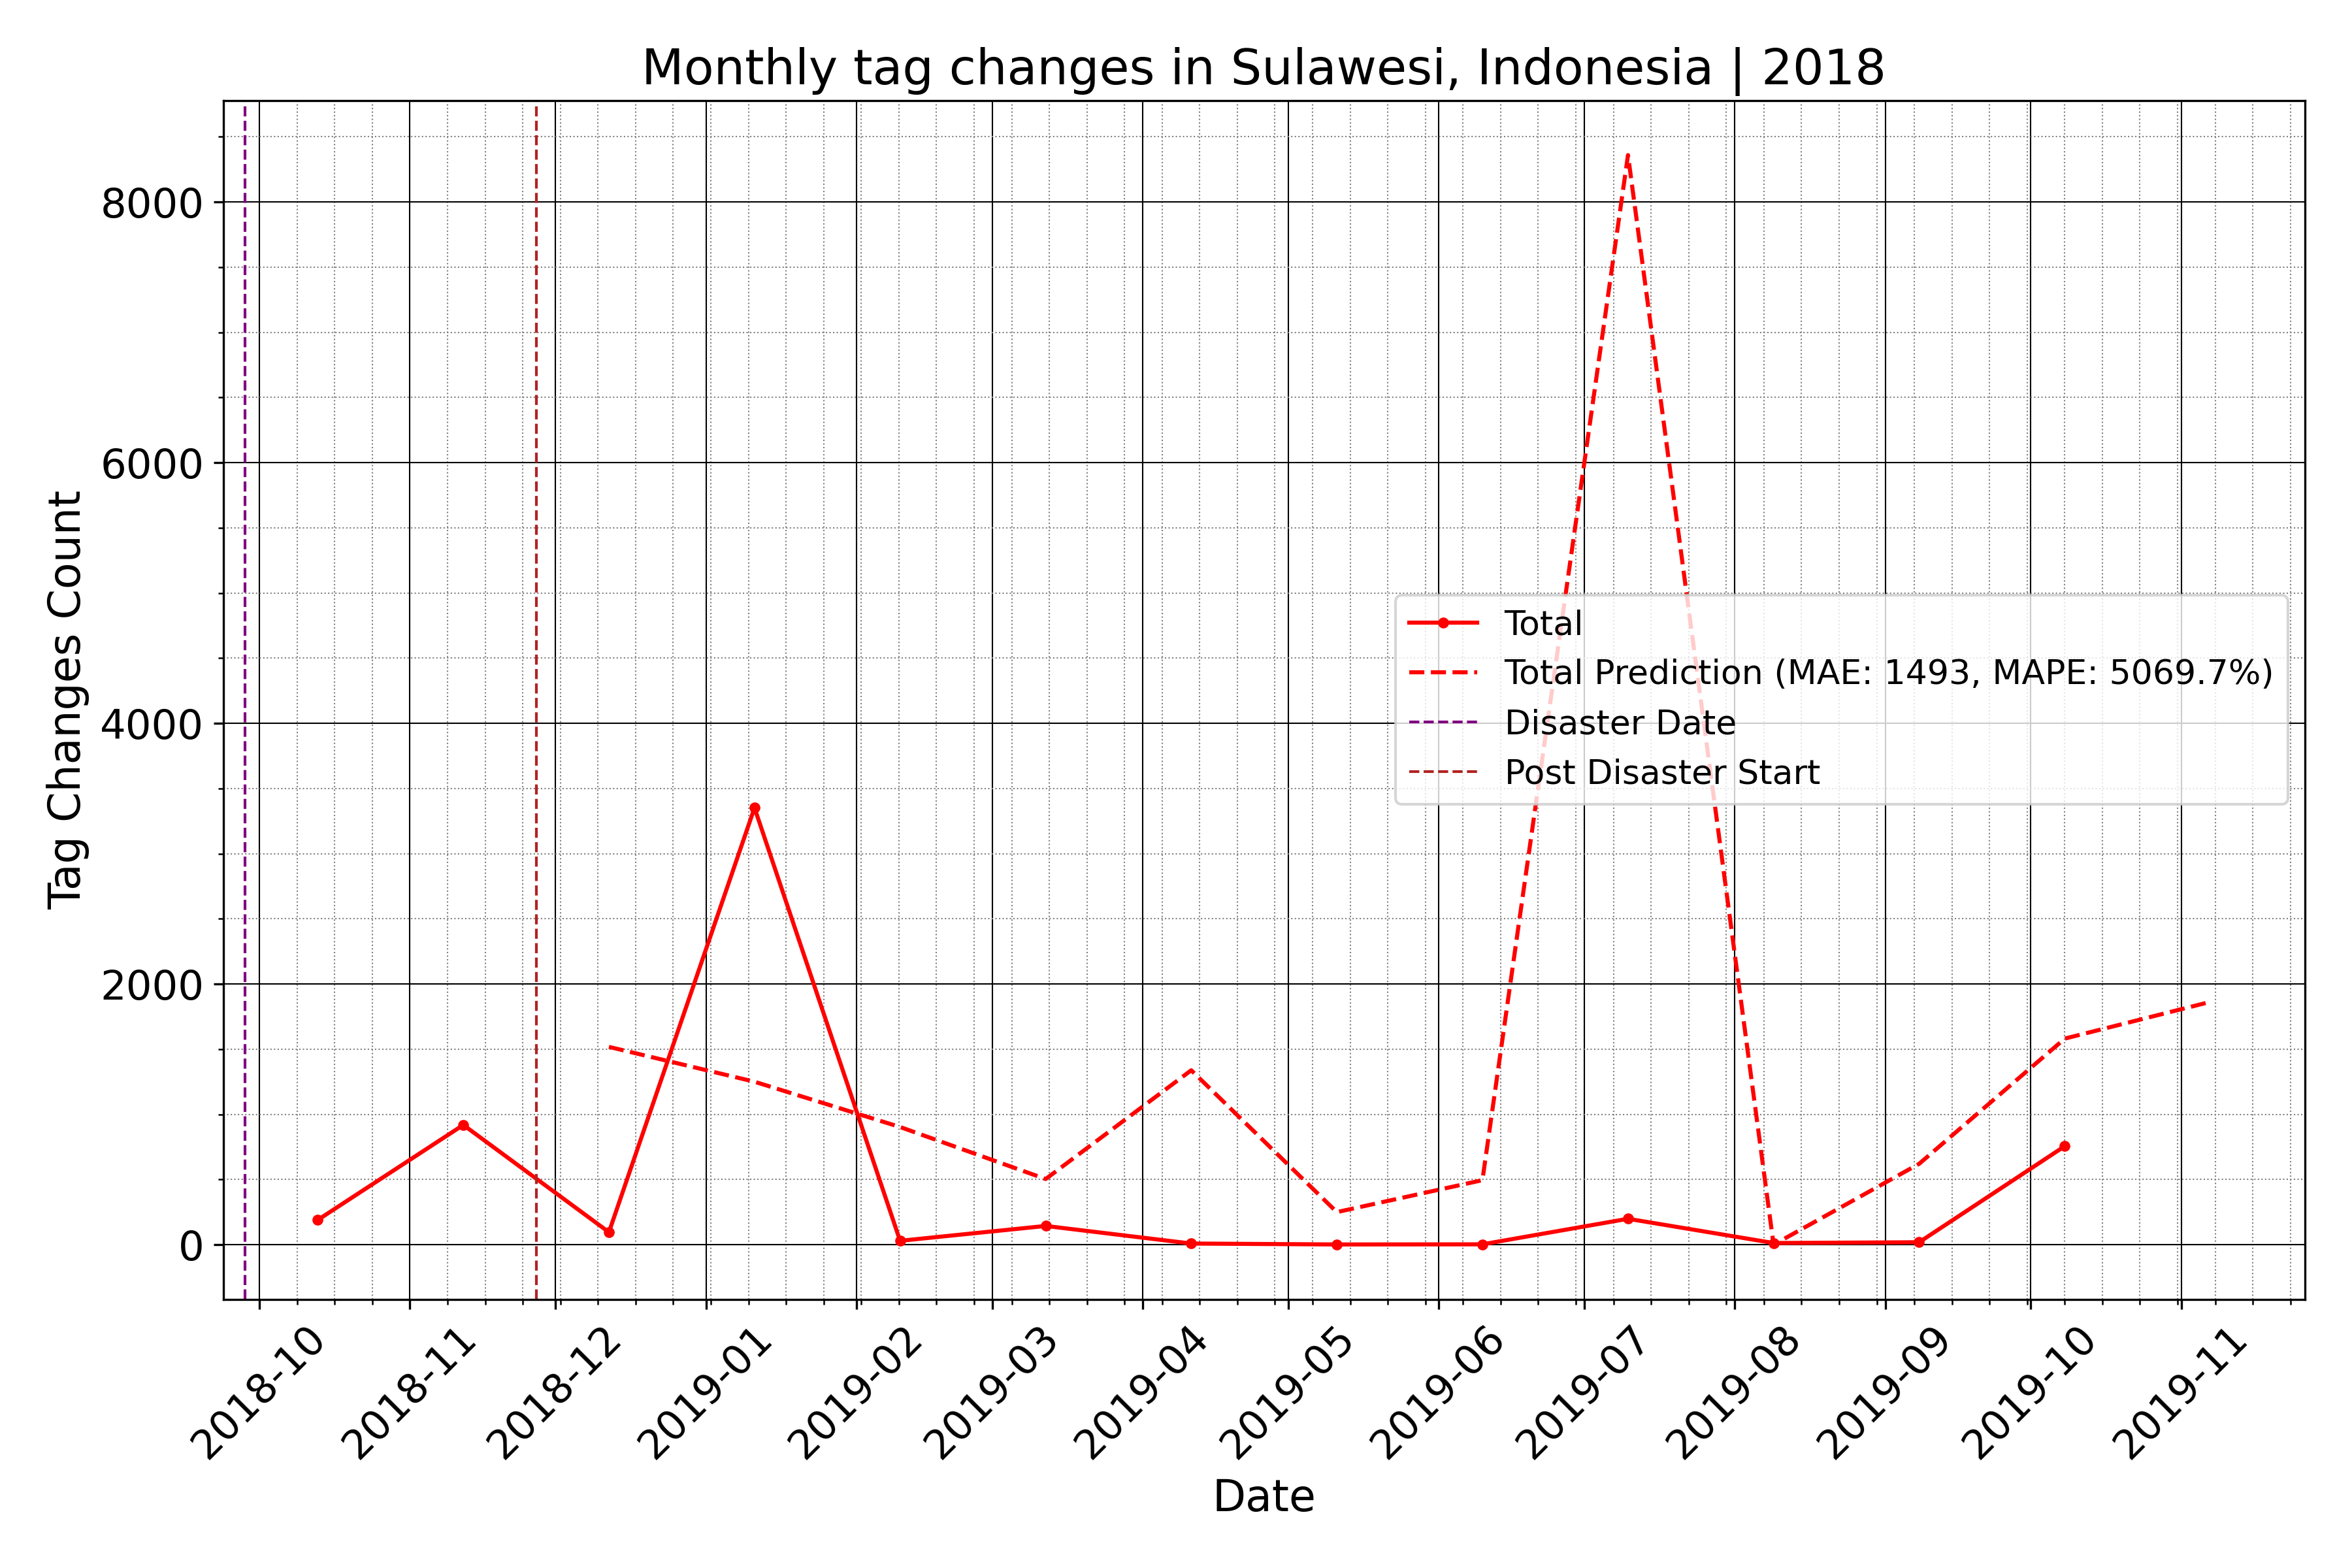 Monthly tag changes in Sulawesi, Indonesia | 2018
Tag Changes Count
8000
6000
4000
2000
0
Total
Total Prediction (MAE: 1493, MAPE: 5069.7%)
Disaster Date
Post Disaster Start
2018-10
2018-11
2018-12
2019-01
2019-02
2019-03
2019-04
2019-05
2019-06
2019-07
2019-08
2019-09
2019-10
2019-11
Date